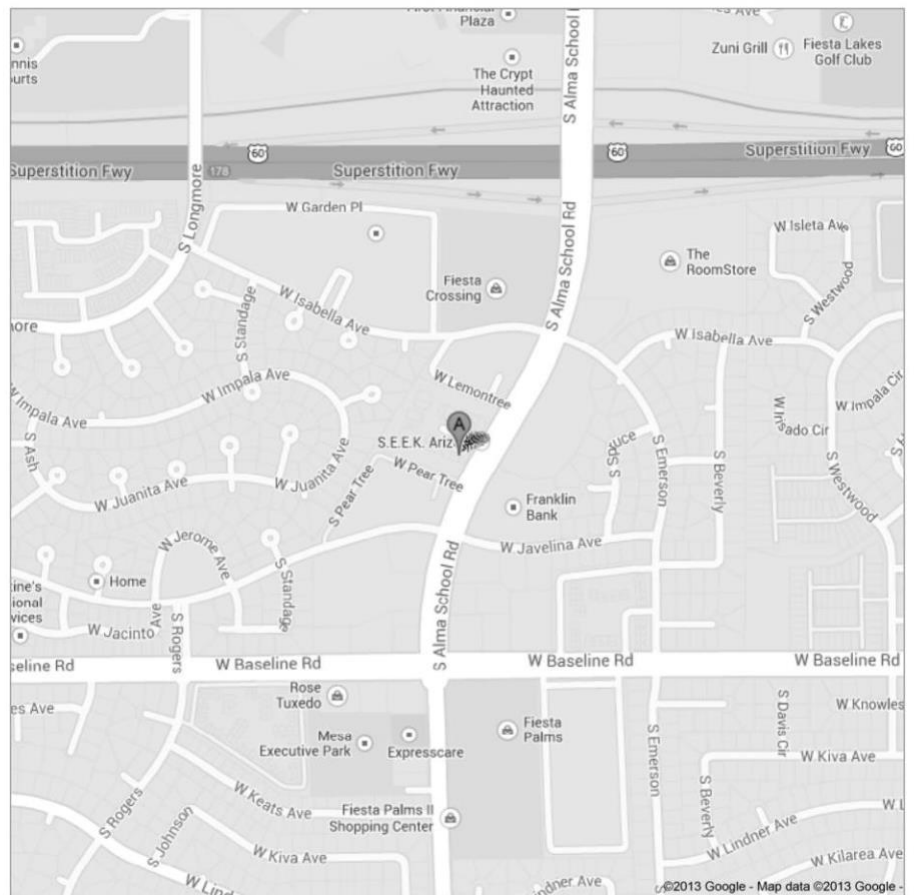 Plaza
Zuni Grill
Fiesta Lakes
Golf Club
The Crypt
Haunted
Attraction
S Alma School
60
60
60
Superstition Fwy
Superstition Fwy
178
Superstition Fwy
S Longmore
W Garden Pl
S Alma School Rd
W Isleta Ave
The
RoomStore
Fiesta
Crossing
S Westwood
W Isabella Ave
S Standage
W Isabella Ave
W Lemontree
W Impala Ave
W Impala Ave
W Impala Cir
A
S.E.E.K. Ariz
S Ash
W Juanita Ave
W Juanita Ave
S Pear Tree
W Pear Tree
S Spruce
S Emerson
S Beverly
S Westwood
Franklin
Bank
W Javelina Ave
W Jerome Ave
Home
S Standage
W Jacinto Ave
S Rogers
S Alma School Rd
W Baseline Rd
W Baseline Rd
W Baseline Rd
Rose
Tuxedo
Mesa
Executive Park
Expresscare
Fiesta
Palms
S Davis Cir
W Knowles
S Emerson
W Kiva Ave
S Rogers
W Keats Ave
Fiesta Palms II
Shopping Center
S Beverly
S Johnson
W Kiva Ave
W Lindner Ave
W Kilarea Ave
©2013 Google - Map data ©2013 Google -